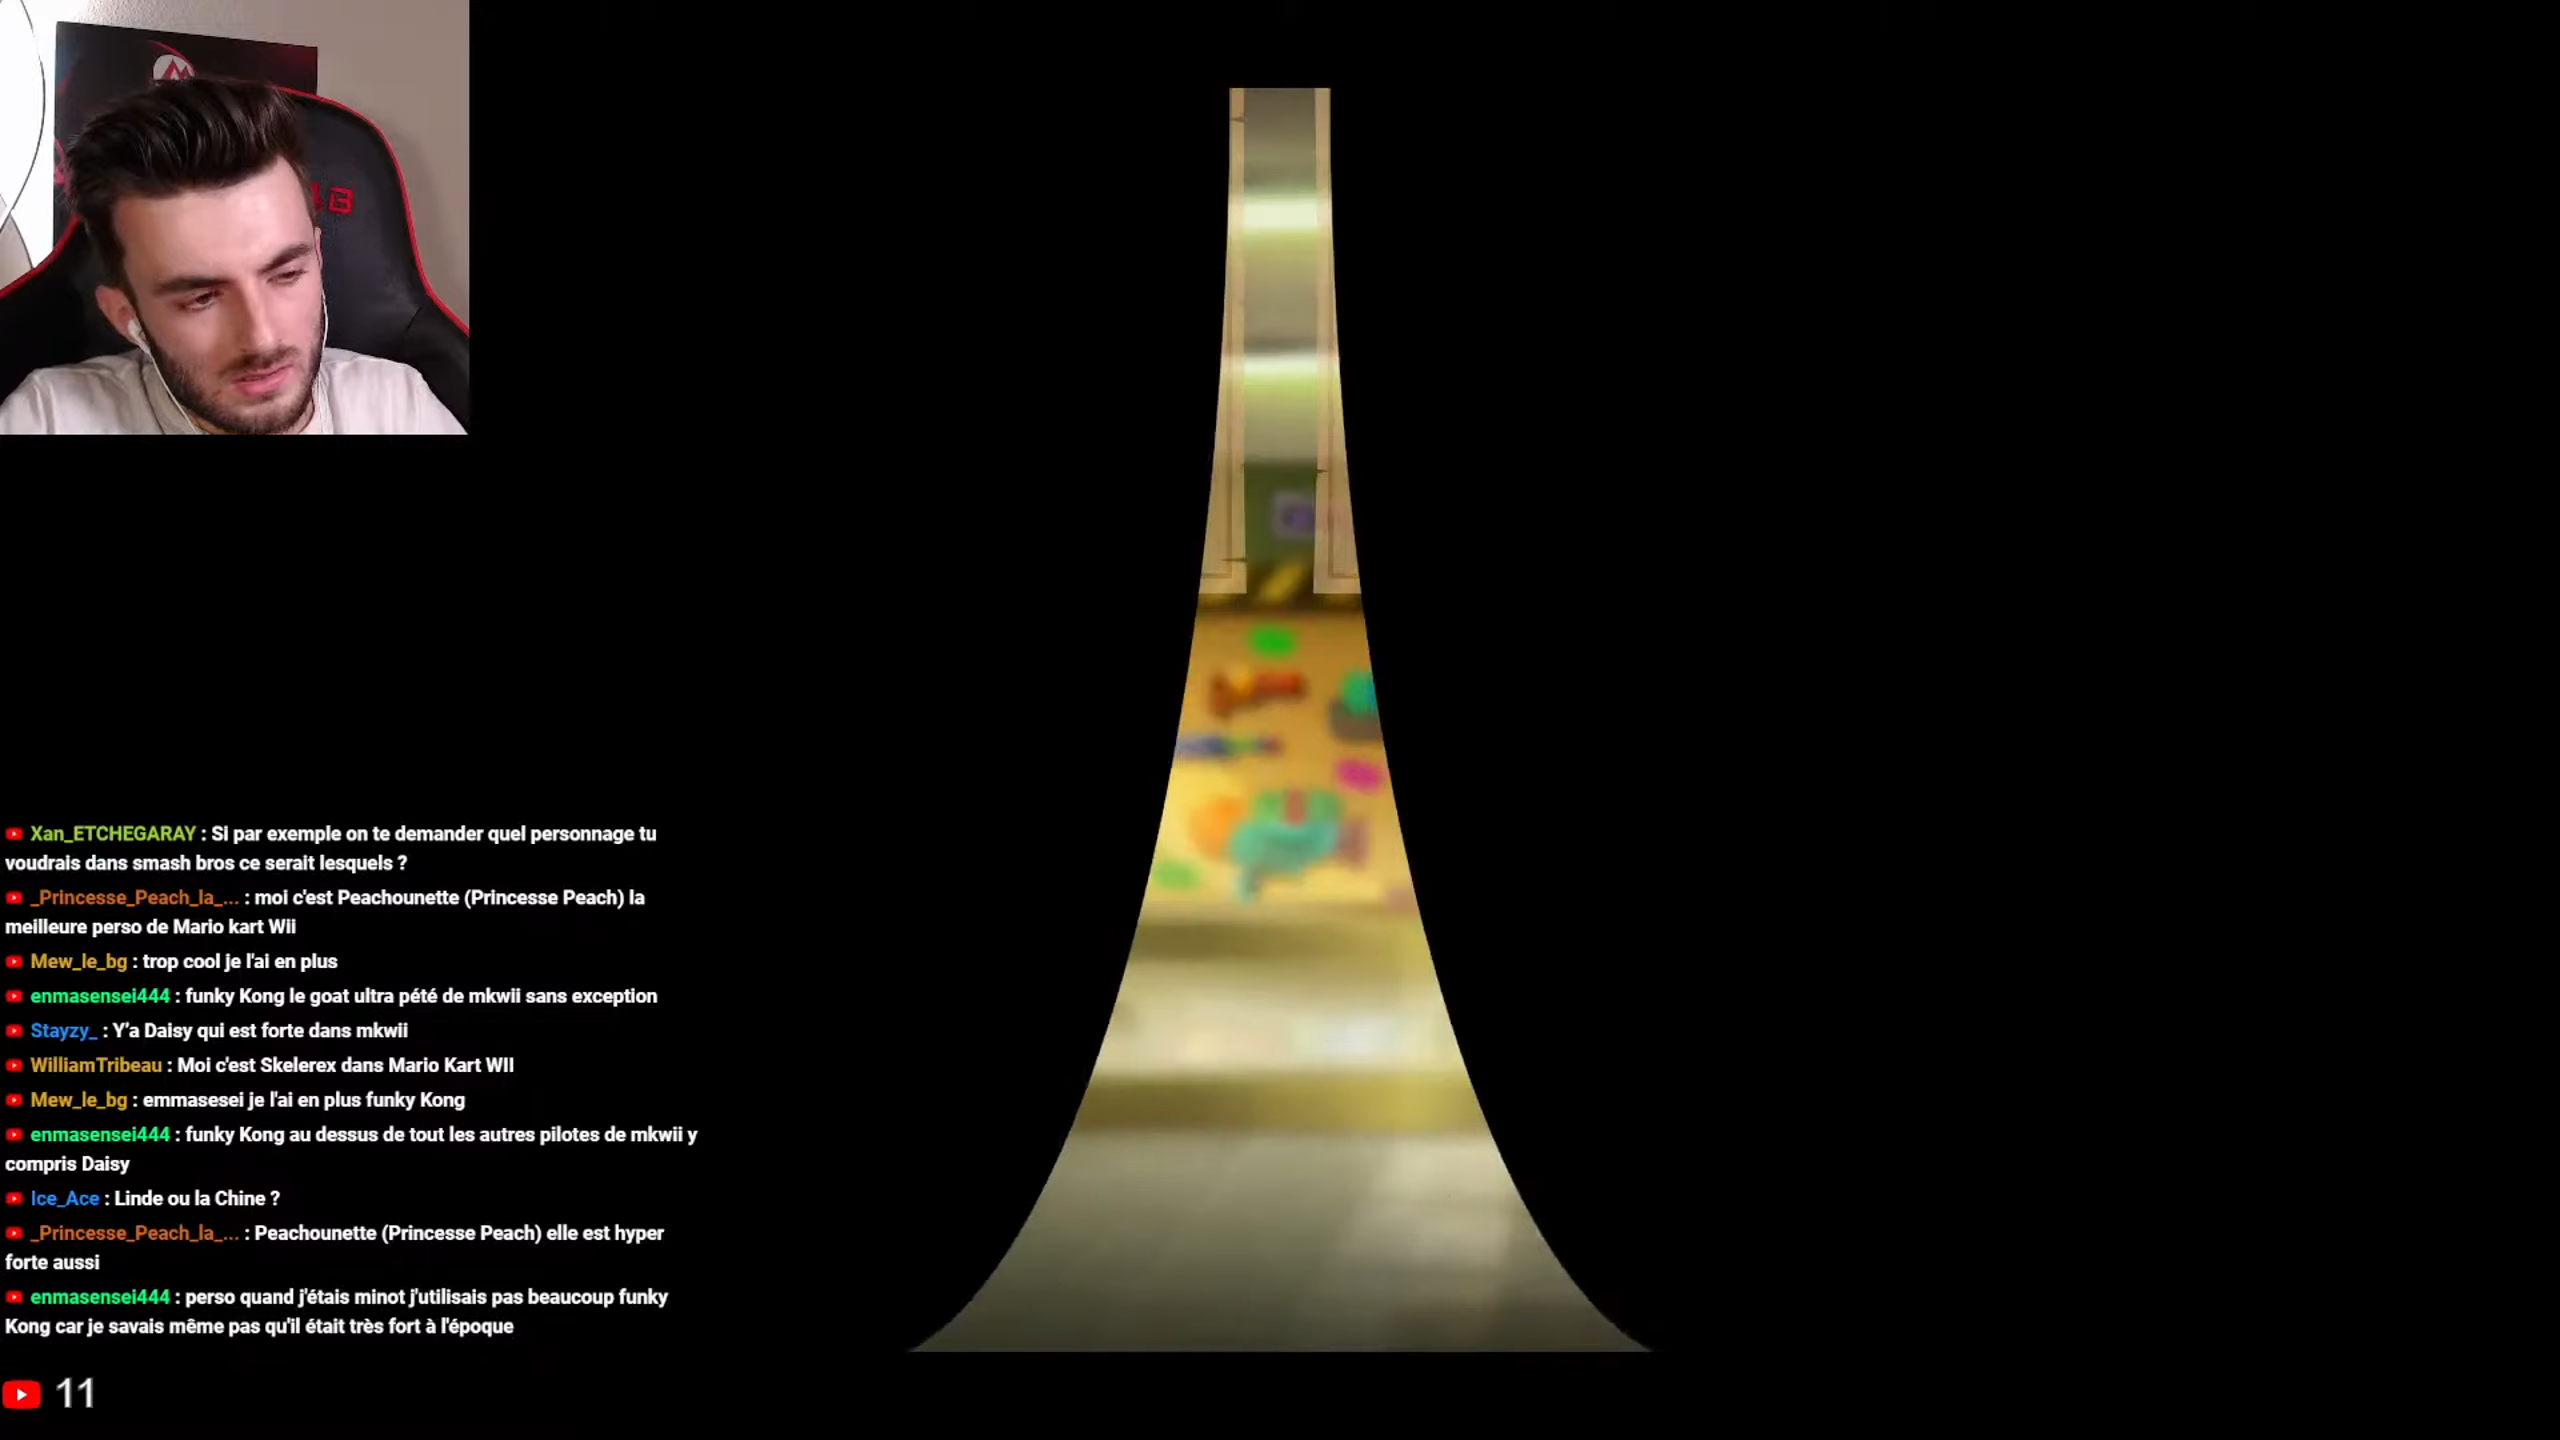 Xan_ETCHEGARAY : Si par exemple on te demander quel personnage tu
voudrais dans smash bros ce serait lesquels ?
_Princesse_Peach_la_... : moi c'est Peachounette (Princesse Peach) la
meilleure perso de Mario kart Wii
Mew_le_bg : trop cool je l'ai en plus
enmasensei444 : funky Kong le goat ultra pété de mkwii sans exception
Stayzy_ : Y'a Daisy qui est forte dans mkwii
WilliamTribeau : Moi c'est Skelerex dans Mario Kart WII
Mew_le_bg : emmasesei je l'ai en plus funky Kong
enmasensei444 : funky Kong au dessus de tout les autres pilotes de mkwii y
compris Daisy
Ice_Ace : Linde ou la Chine ?
_Princesse_Peach_la_... : Peachounette (Princesse Peach) elle est hyper
forte aussi
enmasensei444 : perso quand j'étais minot j'utilisais pas beaucoup funky
Kong car je savais même pas qu'il était très fort à l'époque
11